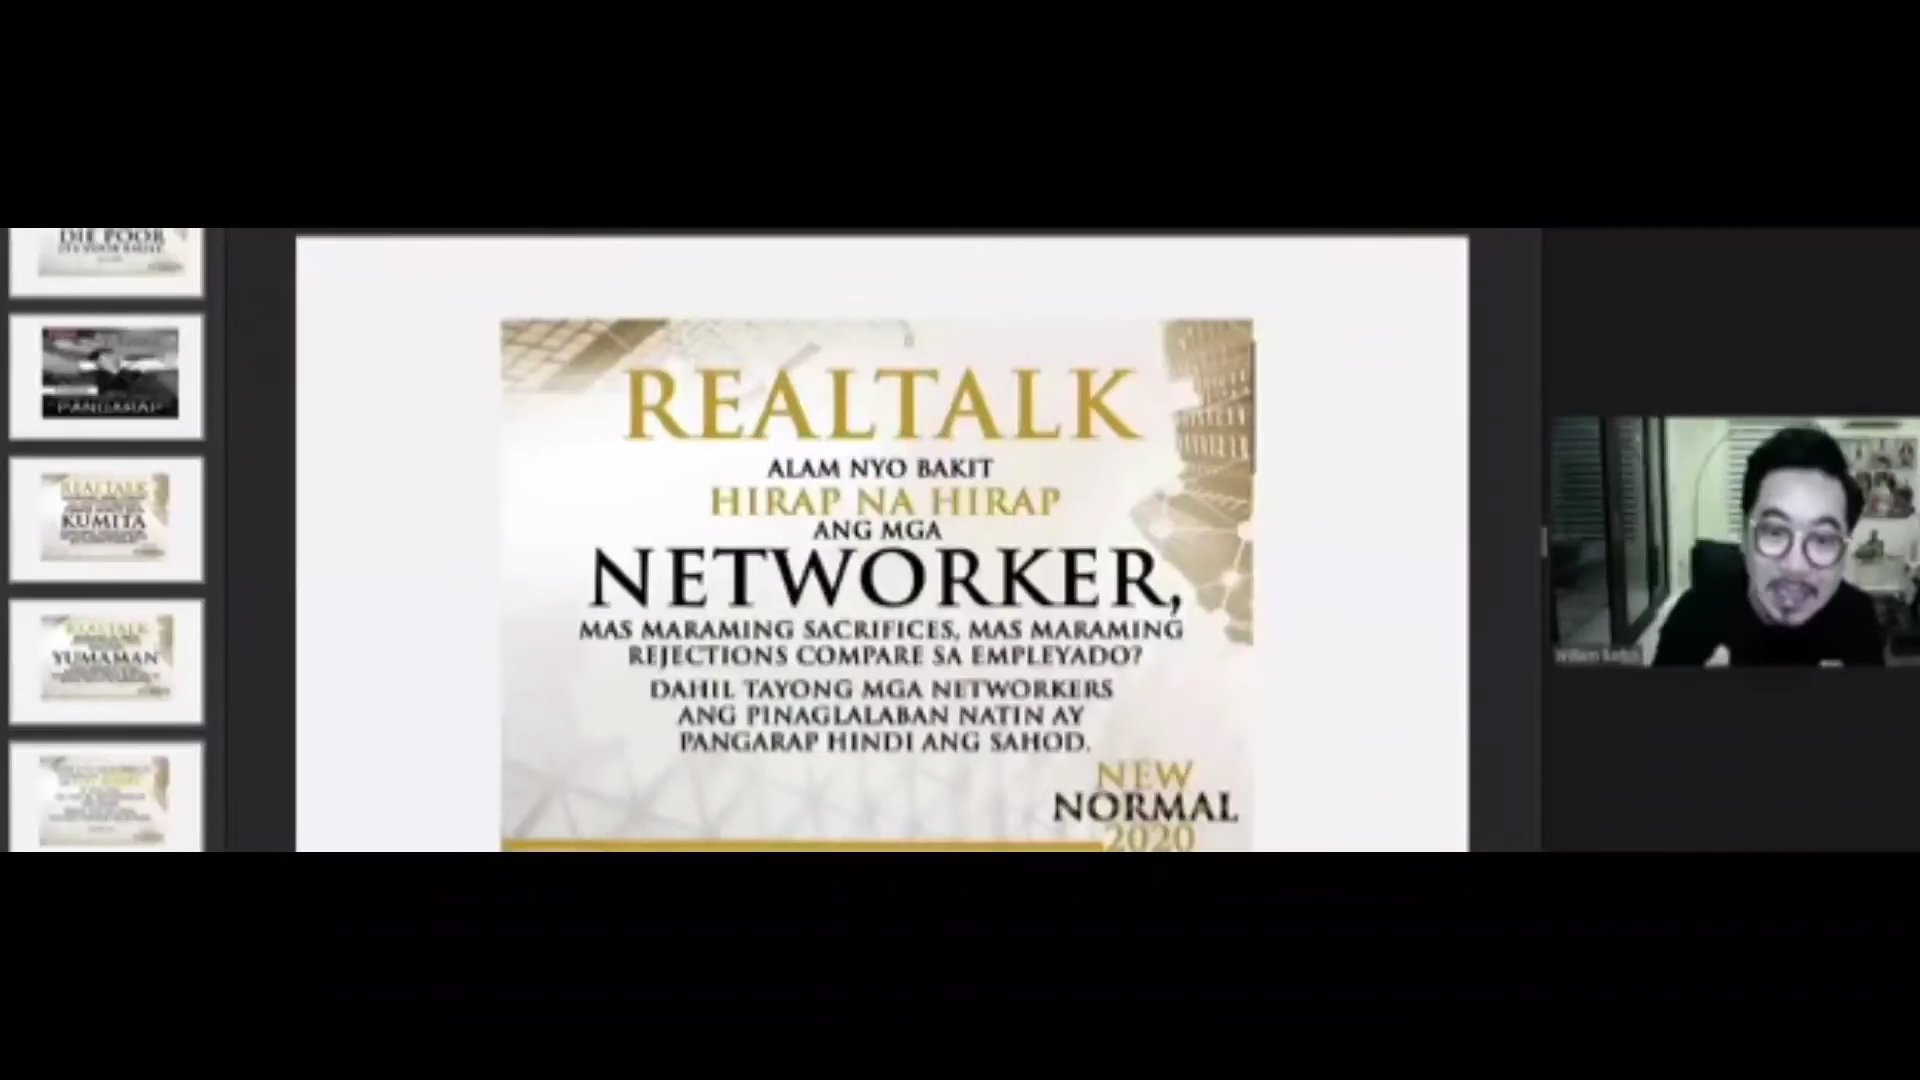 DIE POOR
PANGARAP
REALTALK
KUMITA
REALTALK
YUMAMAN
REALTALK
ALAM NYO BAKIT
HIRAP NA HIRAP
ANG MGA
NETWORKER,
MAS MARAMING SACRIFICES, MAS MARAMING
REJECTIONS COMPARE SA EMPLEYADO?
DAHIL TAYONG MGA NETWORKERS
ANG PINAGLALABAN NATIN AY
PANGARAP HINDI ANG SAHOD.
NEW
NORMAL
2020